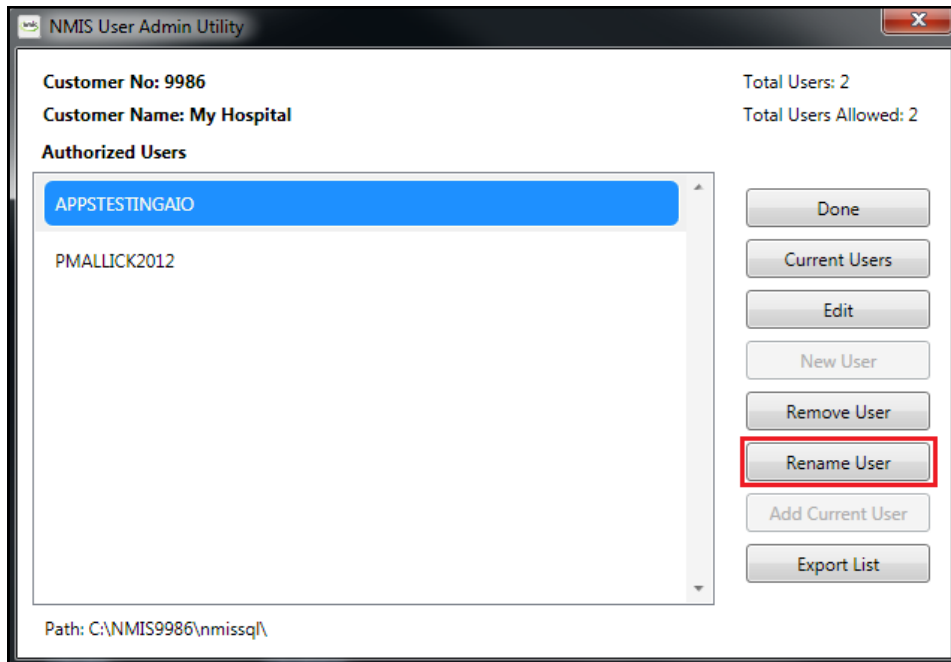 NMIS User Admin Utility
Customer No: 9986
Total Users: 2
Customer Name: My Hospital
Total Users Allowed: 2
Authorized Users
APPSTESTINGAIO
PMALLICK2012
Done
Current Users
Edit
New User
Remove User
Rename User
Add Current User
Export List
Path: C:\NMIS9986\nmissql\